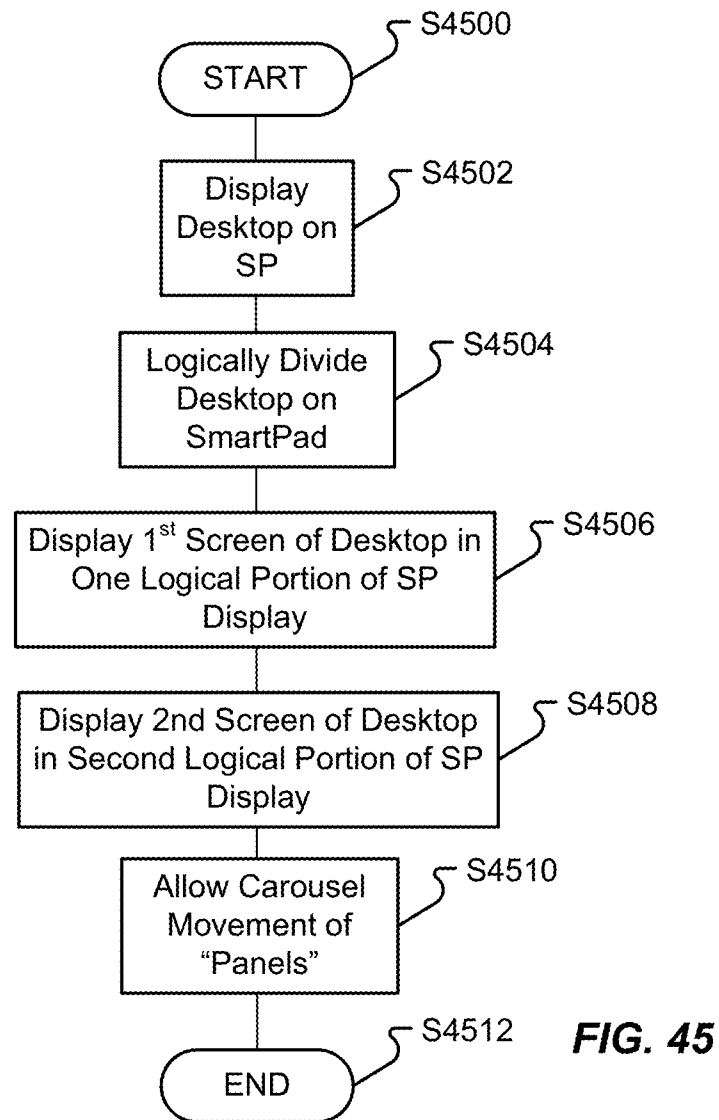 START
S4500
Display
Desktop on
SP
S4502
Logically Divide
Desktop on
SmartPad
S4504
Display 1st Screen of Desktop in
One Logical Portion of SP
Display
S4506
Display 2nd Screen of Desktop
in Second Logical Portion of SP
Display
S4508
Allow Carousel
Movement of
“Panels”
S4510
END
S4512
FIG. 45